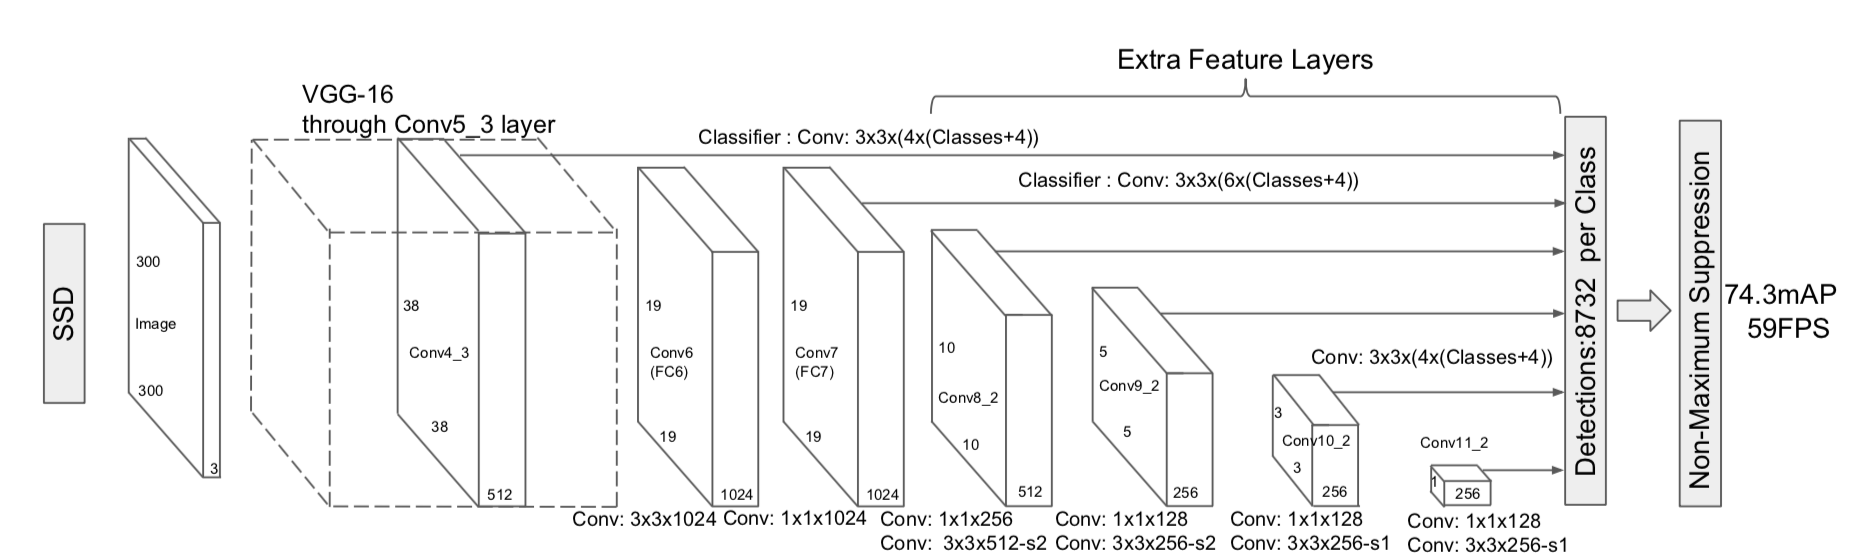 Extra Feature Layers
VGG-16
through Conv5_3 layer
Classifier : Conv: 3x3x(4x(Classes+4))
Classifier : Conv: 3x3x(6x(Classes+4))
SSD
300
Image
300
3
38
Conv4_3
38
512
19
Conv6
(FC6)
19
1024
19
Conv7
(FC7)
19
1024
10
Conv8_2
10
512
5
Conv9_2
5
256
Conv: 3x3x(4x(Classes+4))
3
Conv10_2
3
256
Conv11_2
1
256
Conv: 3x3x1024
Conv: 1x1x1024
Conv: 1x1x256
Conv: 3x3x512-s2
Conv: 1x1x128
Conv: 3x3x256-s2
Conv: 1x1x128
Conv: 3x3x256-s1
Conv: 1x1x128
Conv: 3x3x256-s1
Detections:8732 per Class
Non-Maximum Suppression
74.3mAP
59FPS